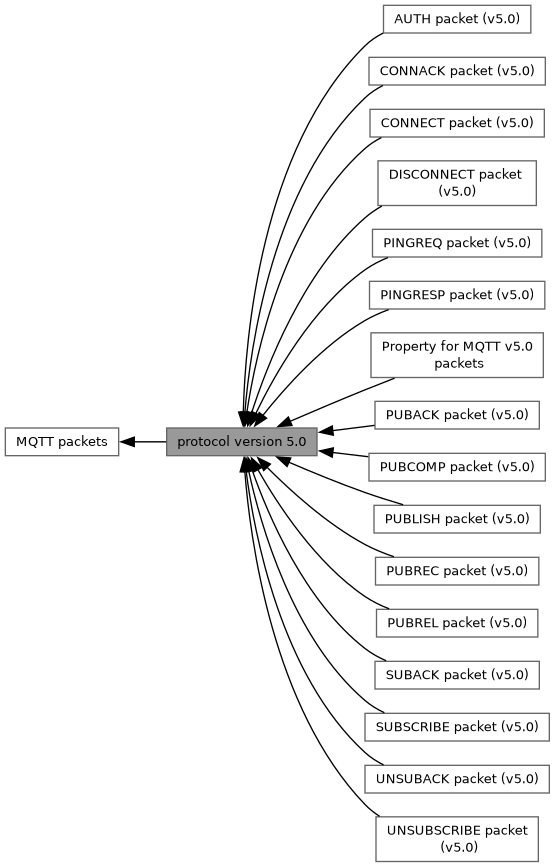 AUTH packet (v5.0)
CONNACK packet (v5.0)
CONNECT packet (v5.0)
DISCONNECT packet
(v5.0)
PINGREQ packet (v5.0)
PINGRESP packet (v5.0)
Property for MQTT v5.0
packets
PUBACK packet (v5.0)
MQTT packets
protocol version 5.0
PUBCOMP packet (v5.0)
PUBLISH packet (v5.0)
PUBREC packet (v5.0)
PUBREL packet (v5.0)
SUBACK packet (v5.0)
SUBSCRIBE packet (v5.0)
UNSUBACK packet (v5.0)
UNSUBSCRIBE packet
(v5.0)